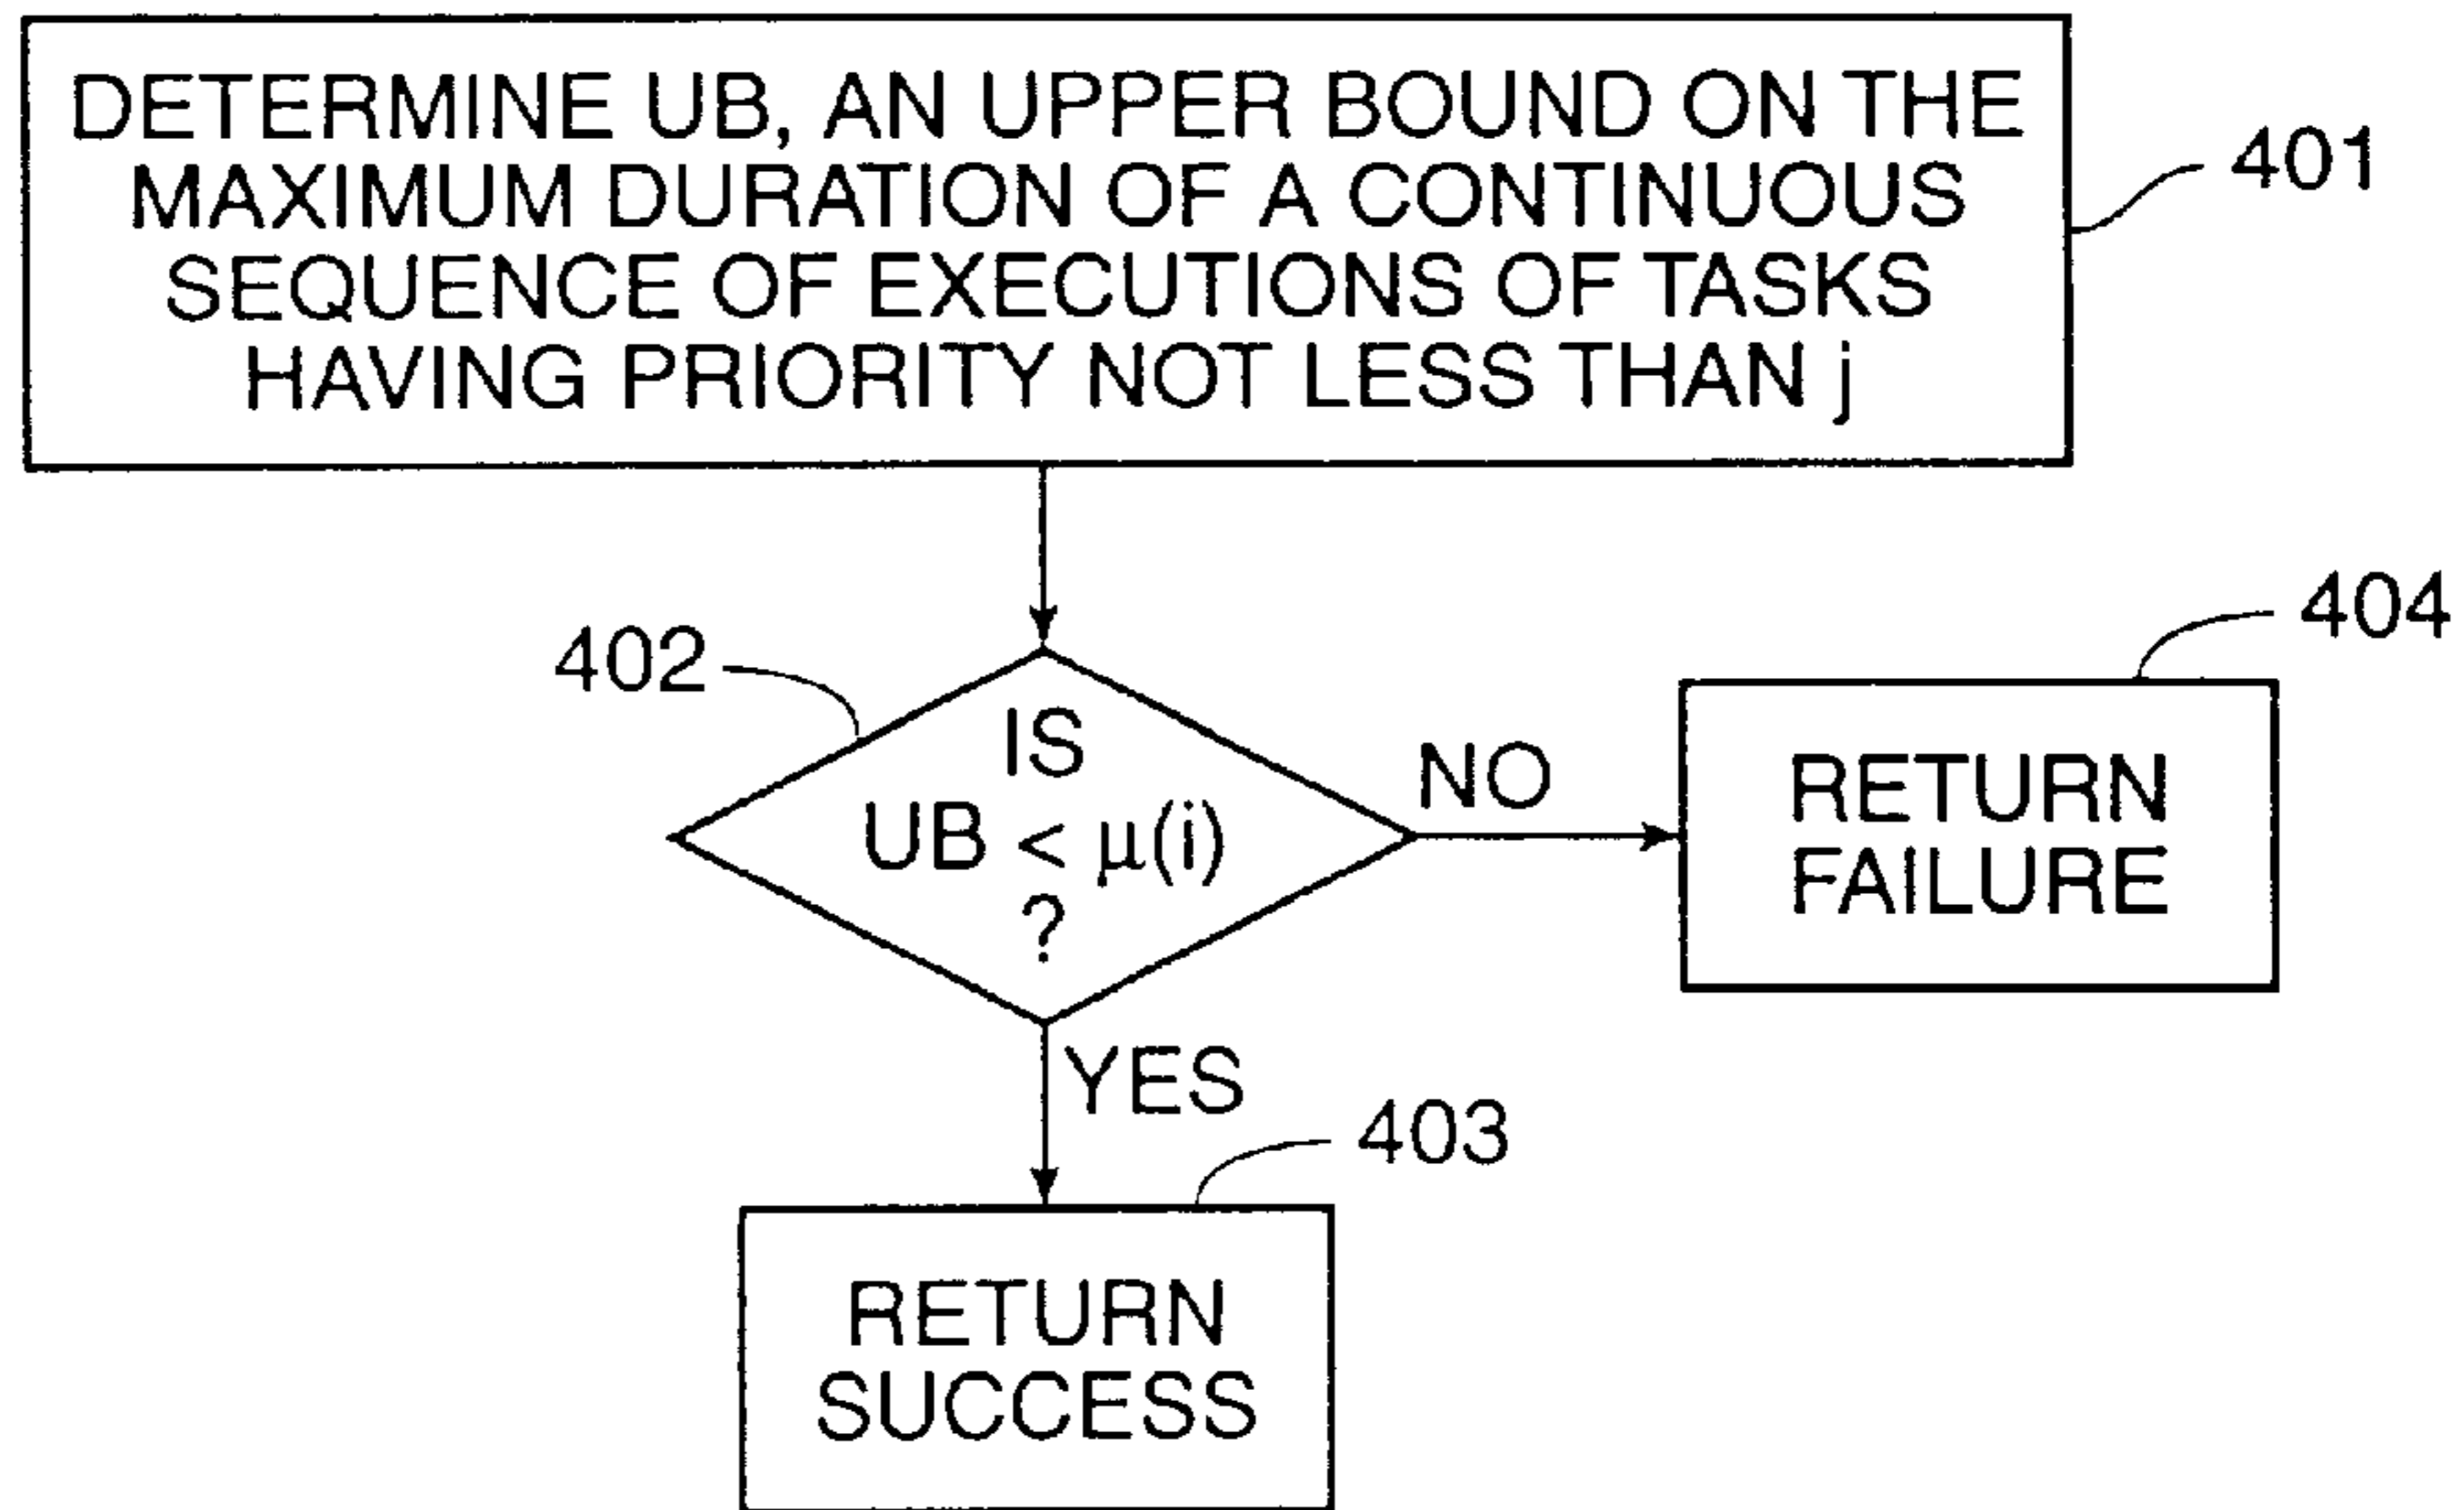 DETERMINE UB, AN UPPER BOUND ON THE
MAXIMUM DURATION OF A CONTINUOUS
SEQUENCE OF EXECUTIONS OF TASKS
HAVING PRIORITY NOT LESS THAN j
401
402
IS
UB < μ(i)
?
NO
404
RETURN
FAILURE
YES
403
RETURN
SUCCESS